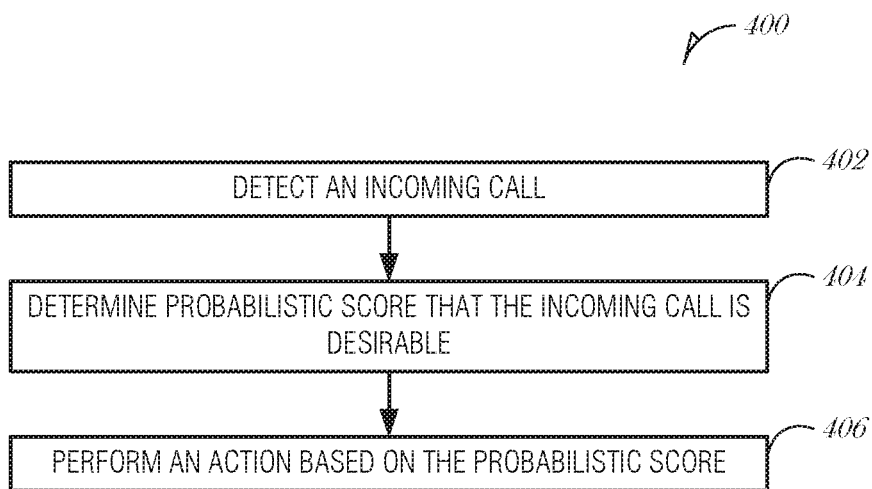 400
402
DETECT AN INCOMING CALL
404
DETERMINE PROBABILISTIC SCORE THAT THE INCOMING CALL IS
DESIRABLE
406
PERFORM AN ACTION BASED ON THE PROBABILISTIC SCORE